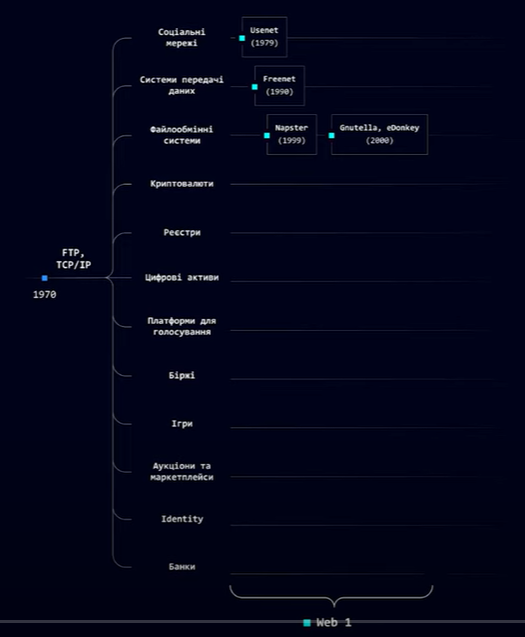 Соціальні
мережі
Usenet
(1979)
Системи передачі
даних
Freenet
(1990)
Файлообмінні
системи
Napster
(1999)
Gnutella, eDonkey
(2000)
Криптовалюти
Реєстри
FTP,
TCP/IP
1970
Цифрові активи
Платформи для
голосування
Біржі
Ігри
Аукціони та
маркетплейси
Identity
Банки
Web 1